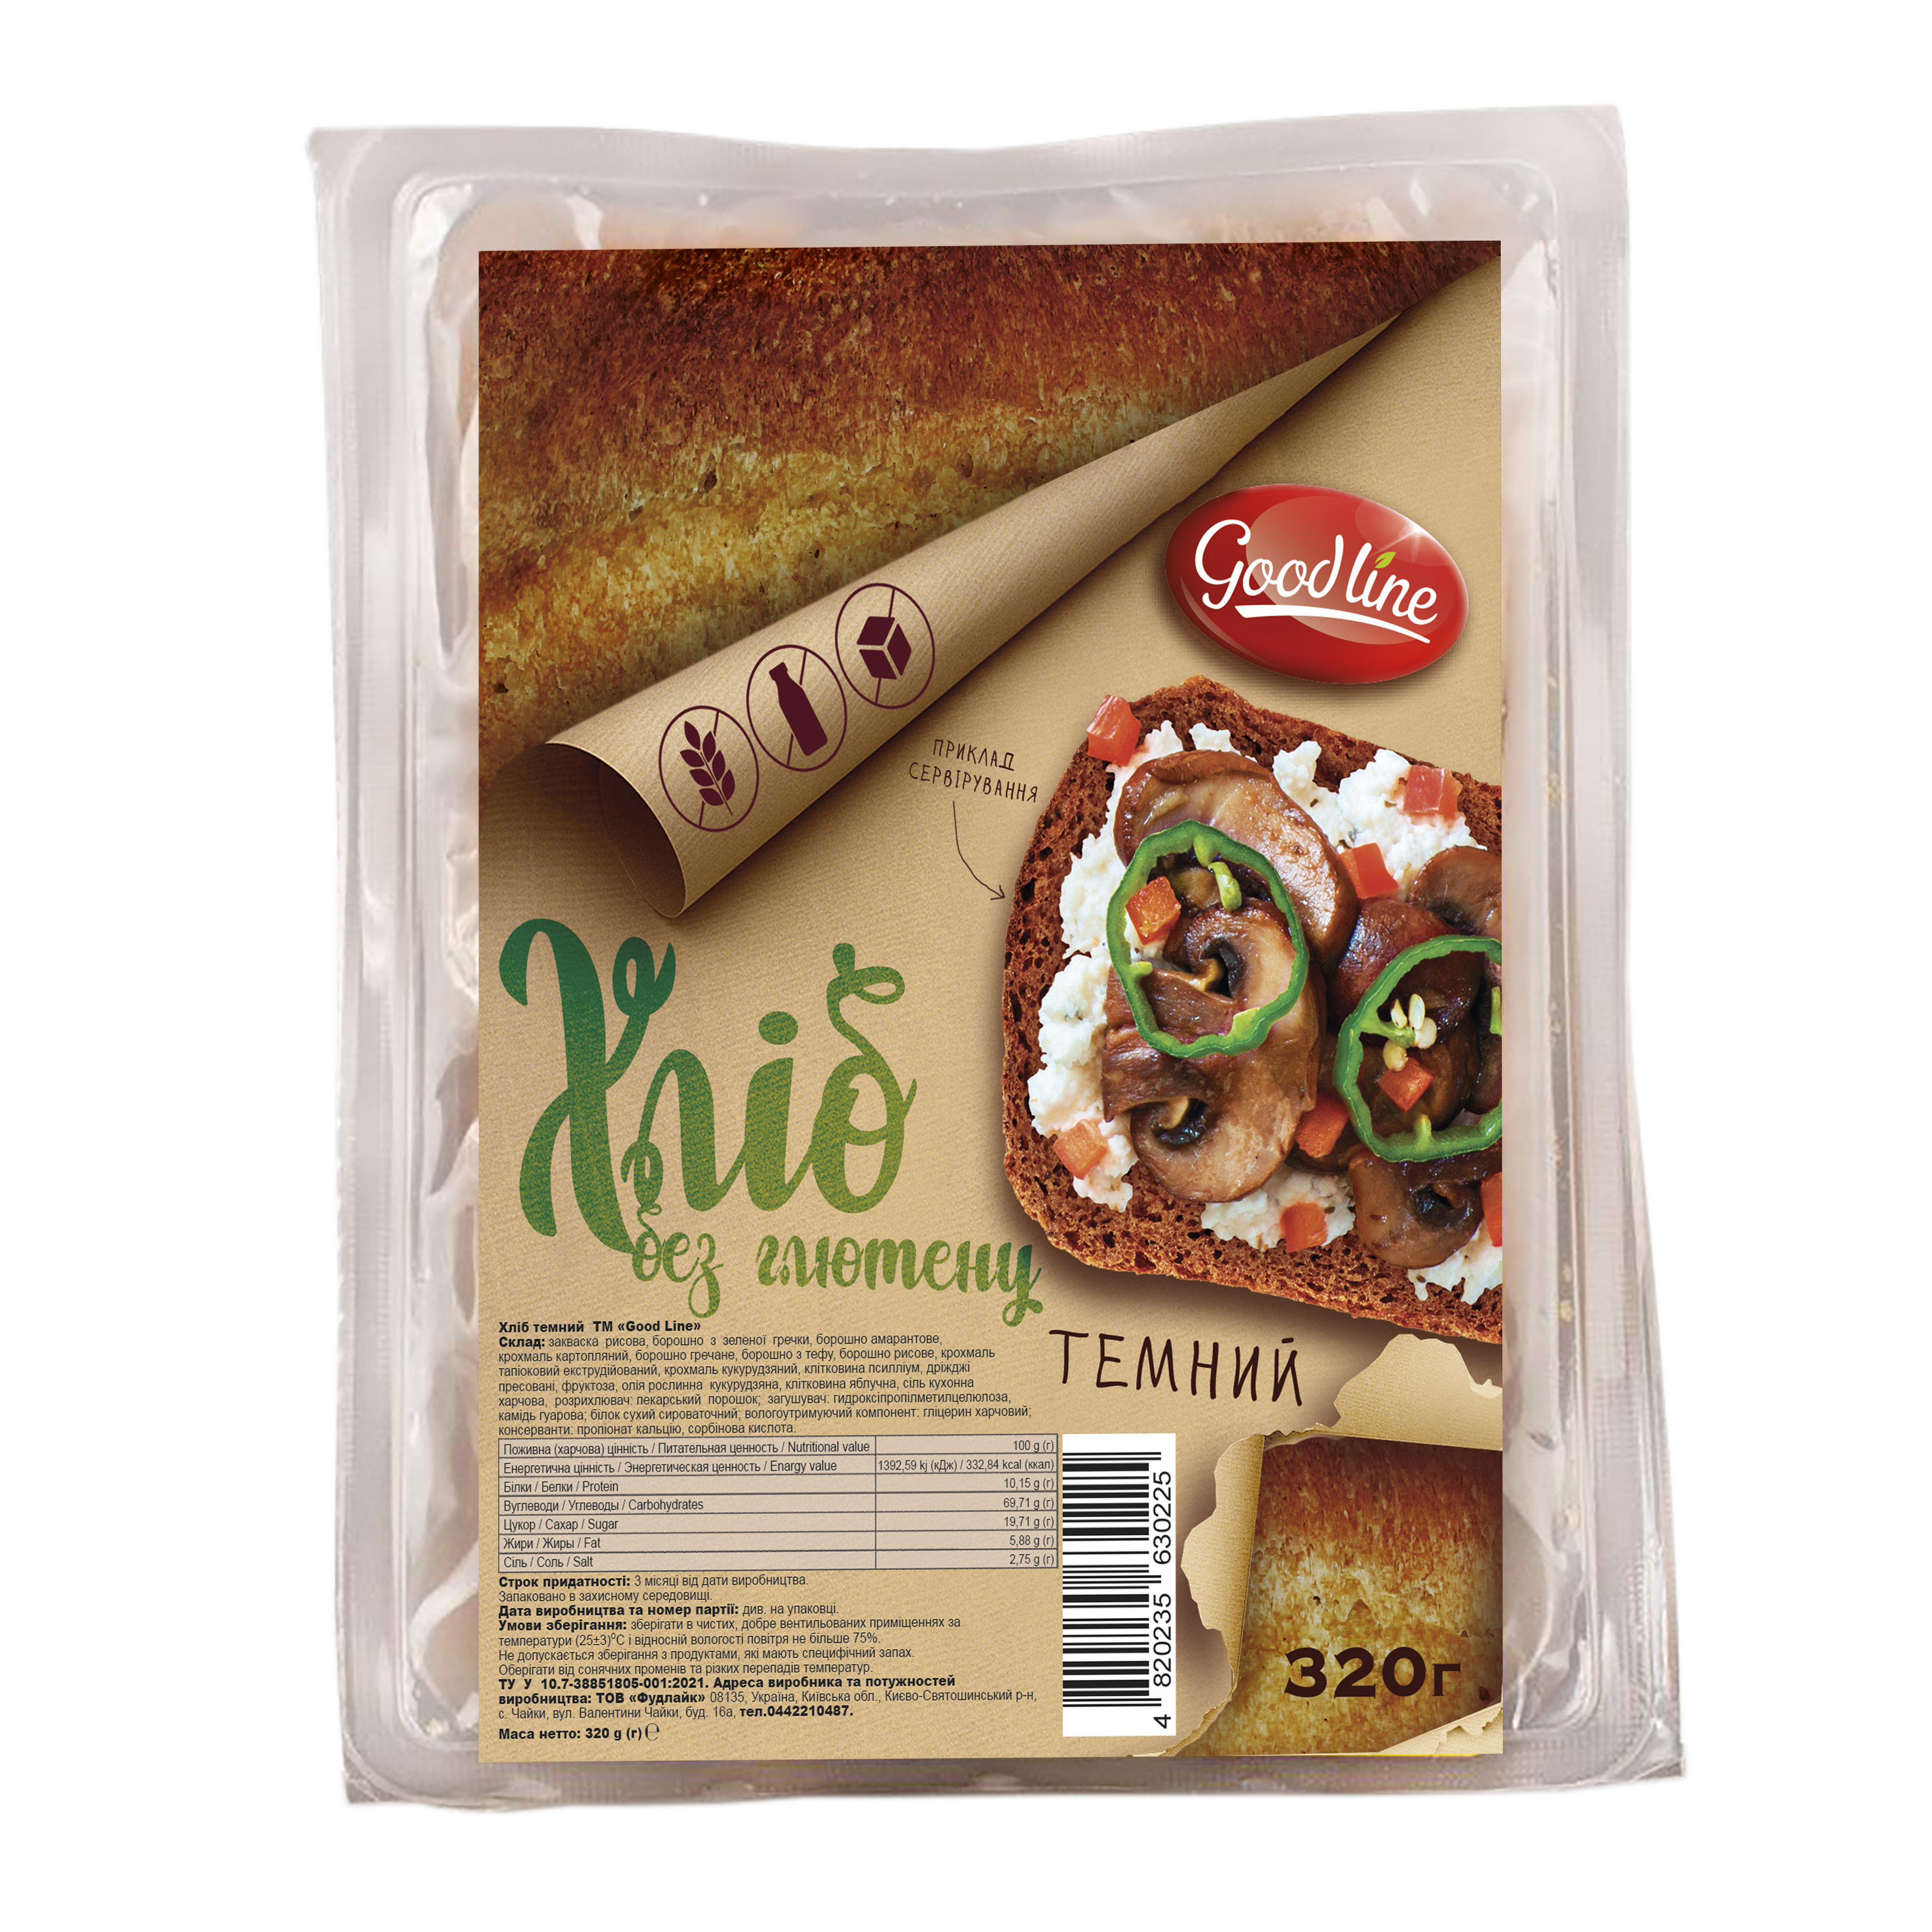 Good line
ПРИКЛАД
СЕРВІРУВАННЯ
Хліб
без глютену
ТЕМНИЙ
Хліб темний ТМ «Good Line»
Склад: закваска рисова, борошно з зеленої гречки, борошно амарантове,
крохмаль картопляний, борошно гречане, борошно з тефу, борошно рисове, крохмаль
тапіоковий екструдійований, крохмаль кукурудзяний, клітковина псилліум, дріжджі
пресовані, фруктоза, олія рослинна кукурудзяна, клітковина яблучна, сіль кухонна
харчова, розрихлювач: пекарський порошок; загушувач: гидроксіпропілметилцелюлоза,
камідь гуарова; білок сухий сироваточний; вологоутримуючий компонент: гліцерин харчовий;
консерванти: пропіонат кальцію, сорбінова кислота.
Поживна (харчова) цінність / Питательная ценность / Nutritional value 100 g (г)
Енергетична цінність / Энергетическая ценность / Enargy value 1392,59 kj (кДж) / 332,84 kcal (ккал)
Білки / Белки / Protein 10,15 g (г)
Вуглеводи / Углеводы / Carbohydrates 69,71 g (г)
Цукор / Сахар / Sugar 19,71 g (г)
Жири / Жиры / Fat 5,88 g (г)
Сіль / Соль / Salt 2,75 g (г)
Строк придатності: 3 місяці від дати виробництва.
Запаковано в захисному середовищі.
Дата виробництва та номер партії: див. на упаковці.
Умови зберігання: зберігати в чистих, добре вентильованих приміщеннях за
температури (25±3)°С і відносній вологості повітря не більше 75%.
Не допускається зберігання з продуктами, які мають специфічний запах.
Оберігати від сонячних променів та різких перепадів температур.
ТУ У 10.7-38851805-001:2021. Адреса виробника та потужностей
виробництва: ТОВ «Фудлайк» 08135, Україна, Київська обл., Києво-Святошинський р-н,
с. Чайки, вул. Валентини Чайки, буд. 16а, тел.0442210487.
Маса нетто: 320 g (г) ℮
4 820235 630225
320г